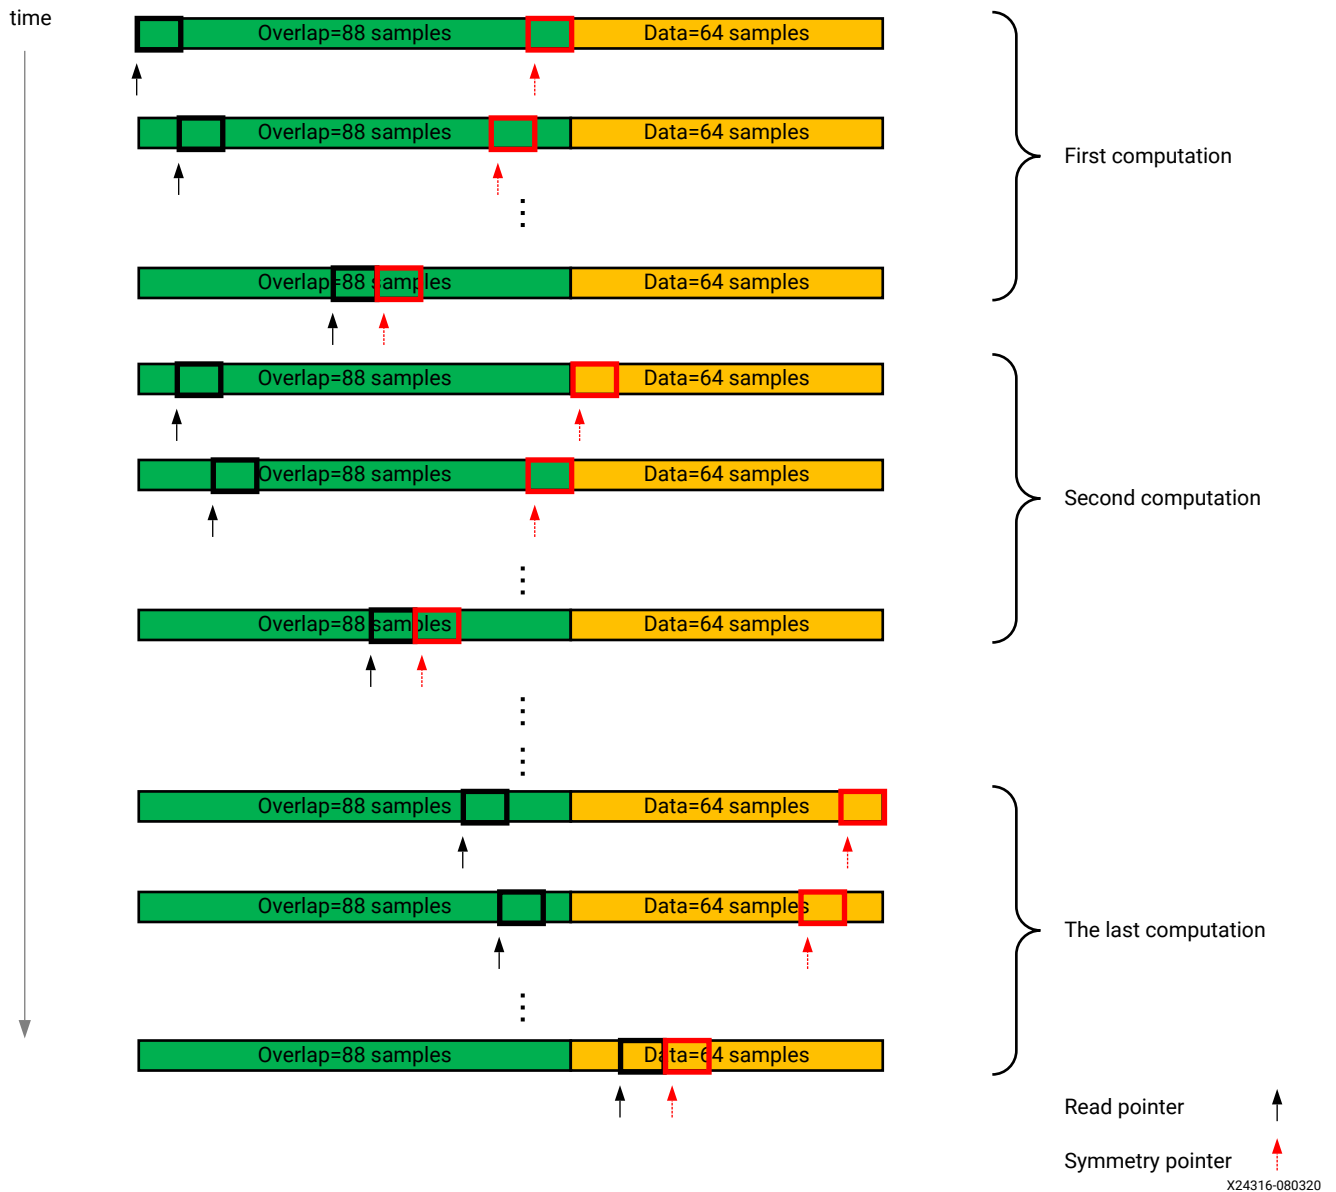 time
Overlap=88 samples Data=64 samples
Overlap=88 samples Data=64 samples
First computation
Overlap=88 samples Data=64 samples
Overlap=88 samples Data=64 samples
Overlap=88 samples Data=64 samples
Second computation
Overlap=88 samples Data=64 samples
Overlap=88 samples Data=64 samples
Overlap=88 samples Data=64 samples
The last computation
Overlap=88 samples Data=64 samples
Read pointer
Symmetry pointer
X24316-080320